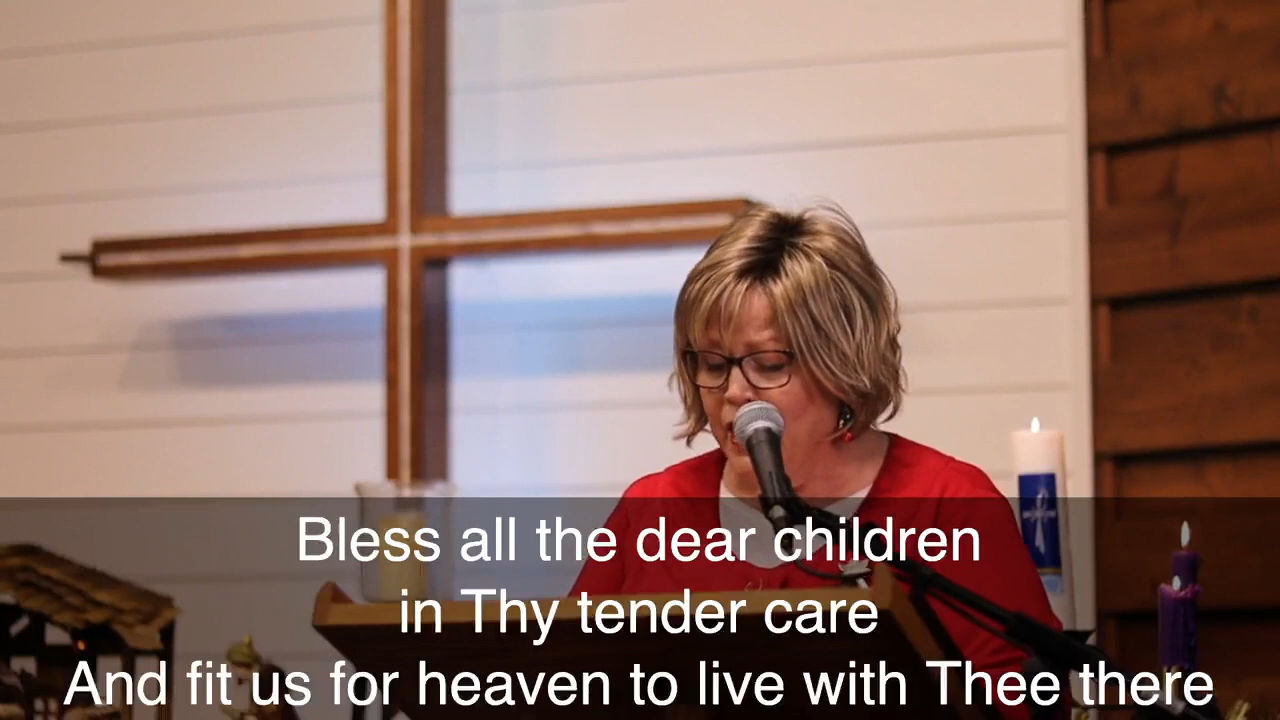 Bless all the dear children
in Thy tender care
And fit us for heaven to live with Thee there